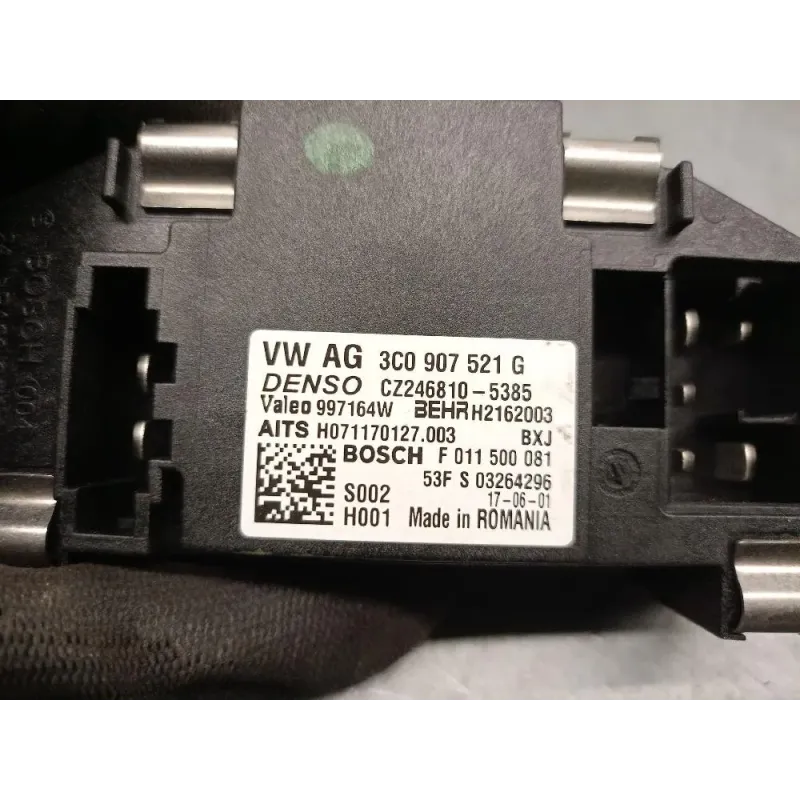 VW AG 3C0 907 521 G
DENSO CZ246810-5385
Valeo 997164W BEHR H2162003
AITS H071170127.003 BXJ
BOSCH F 011 500 081
53F S 03264296
S002 17-06-01
H001 Made in ROMANIA
BOSCH